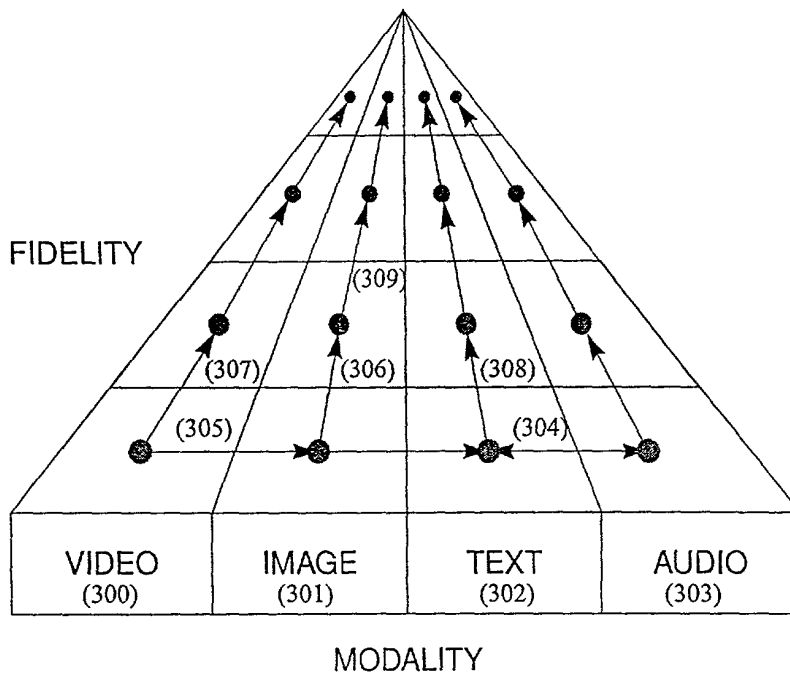 FIDELITY
(309)
(307) (306) (308)
(305) (304)
VIDEO IMAGE TEXT AUDIO
(300) (301) (302) (303)
MODALITY